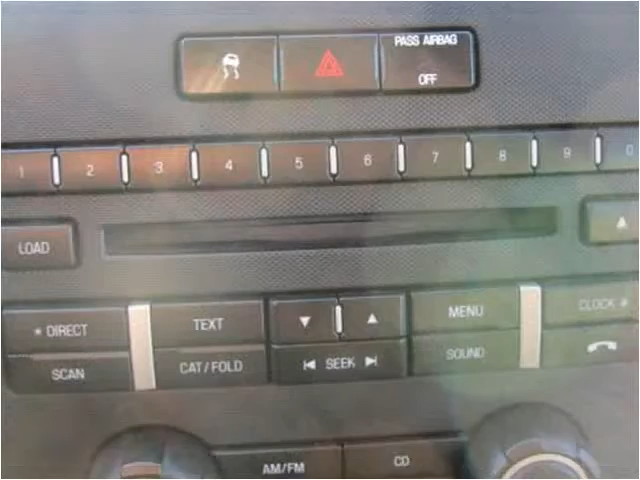 PASS AIRBAG
OFF
1 2 3 4 5 6 7 8 9 0
LOAD
* DIRECT TEXT MENU CLOCK #
SCAN CAT/FOLD SEEK SOUND
AM/FM CD